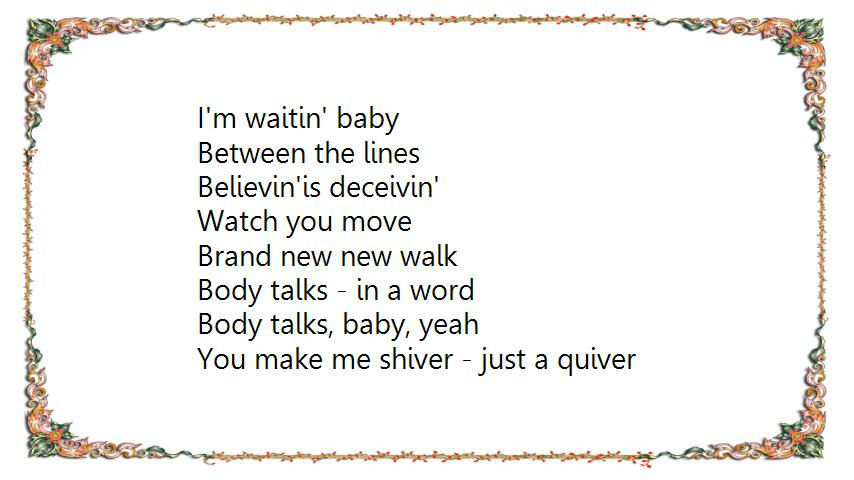 I'm waitin' baby
Between the lines
Believin'is deceivin'
Watch you move
Brand new new walk
Body talks - in a word
Body talks, baby, yeah
You make me shiver - just a quiver